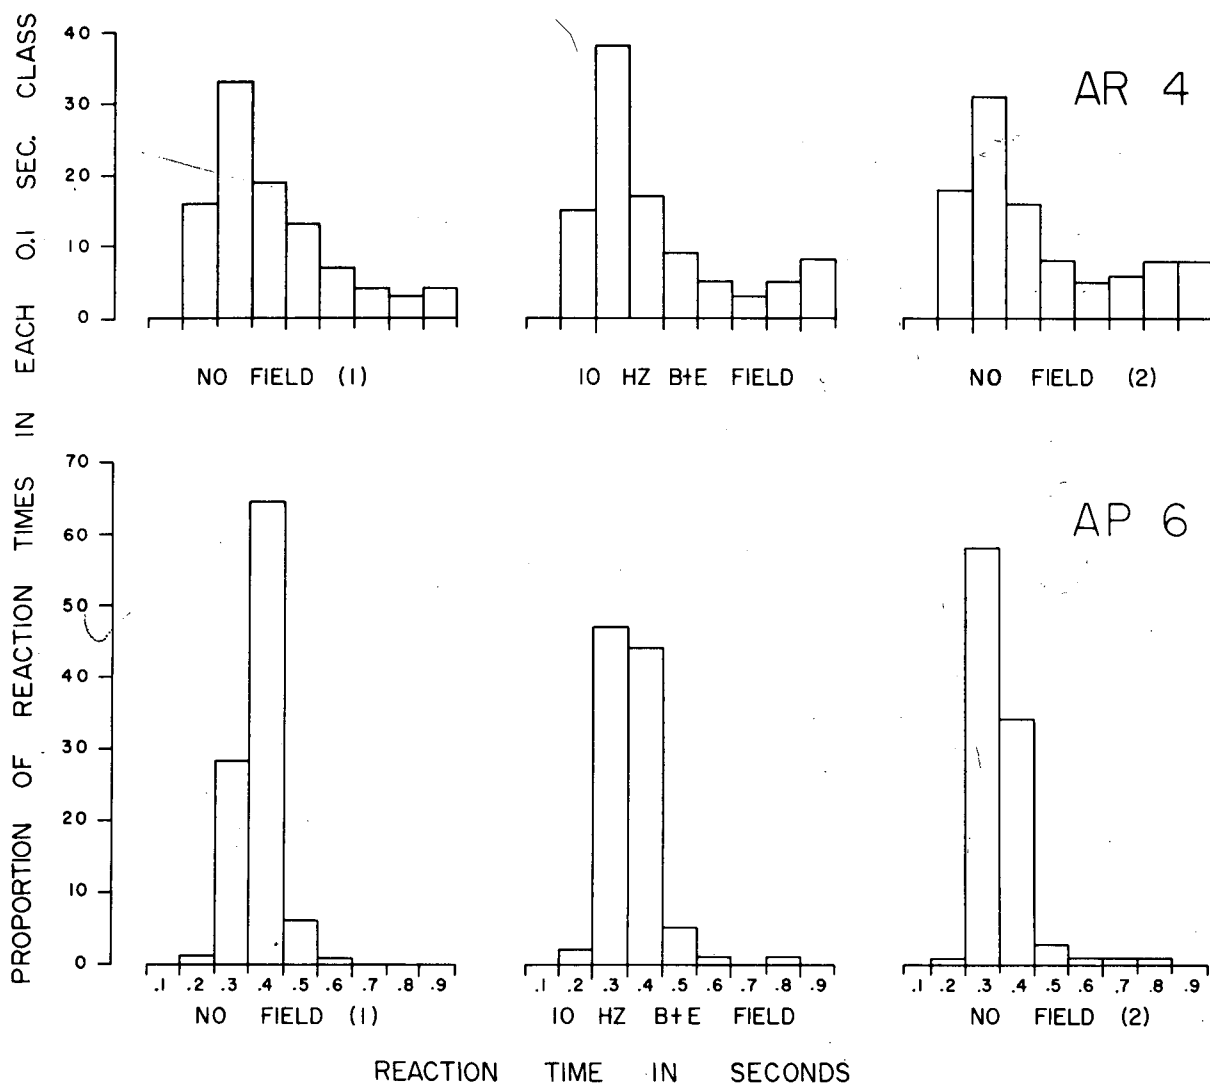 PROPORTION OF REACTION TIMES IN EACH 0.1 SEC. CLASS
40
30
20
10
0
AR 4
NO FIELD (1)
10 HZ B+E FIELD
NO FIELD (2)
70
60
50
40
30
20
10
0
AP 6
.1 .2 .3 .4 .5 .6 .7 .8 .9
.1 .2 .3 .4 .5 .6 .7 .8 .9
.1 .2 .3 .4 .5 .6 .7 .8 .9
NO FIELD (1)
10 HZ B+E FIELD
NO FIELD (2)
REACTION TIME IN SECONDS